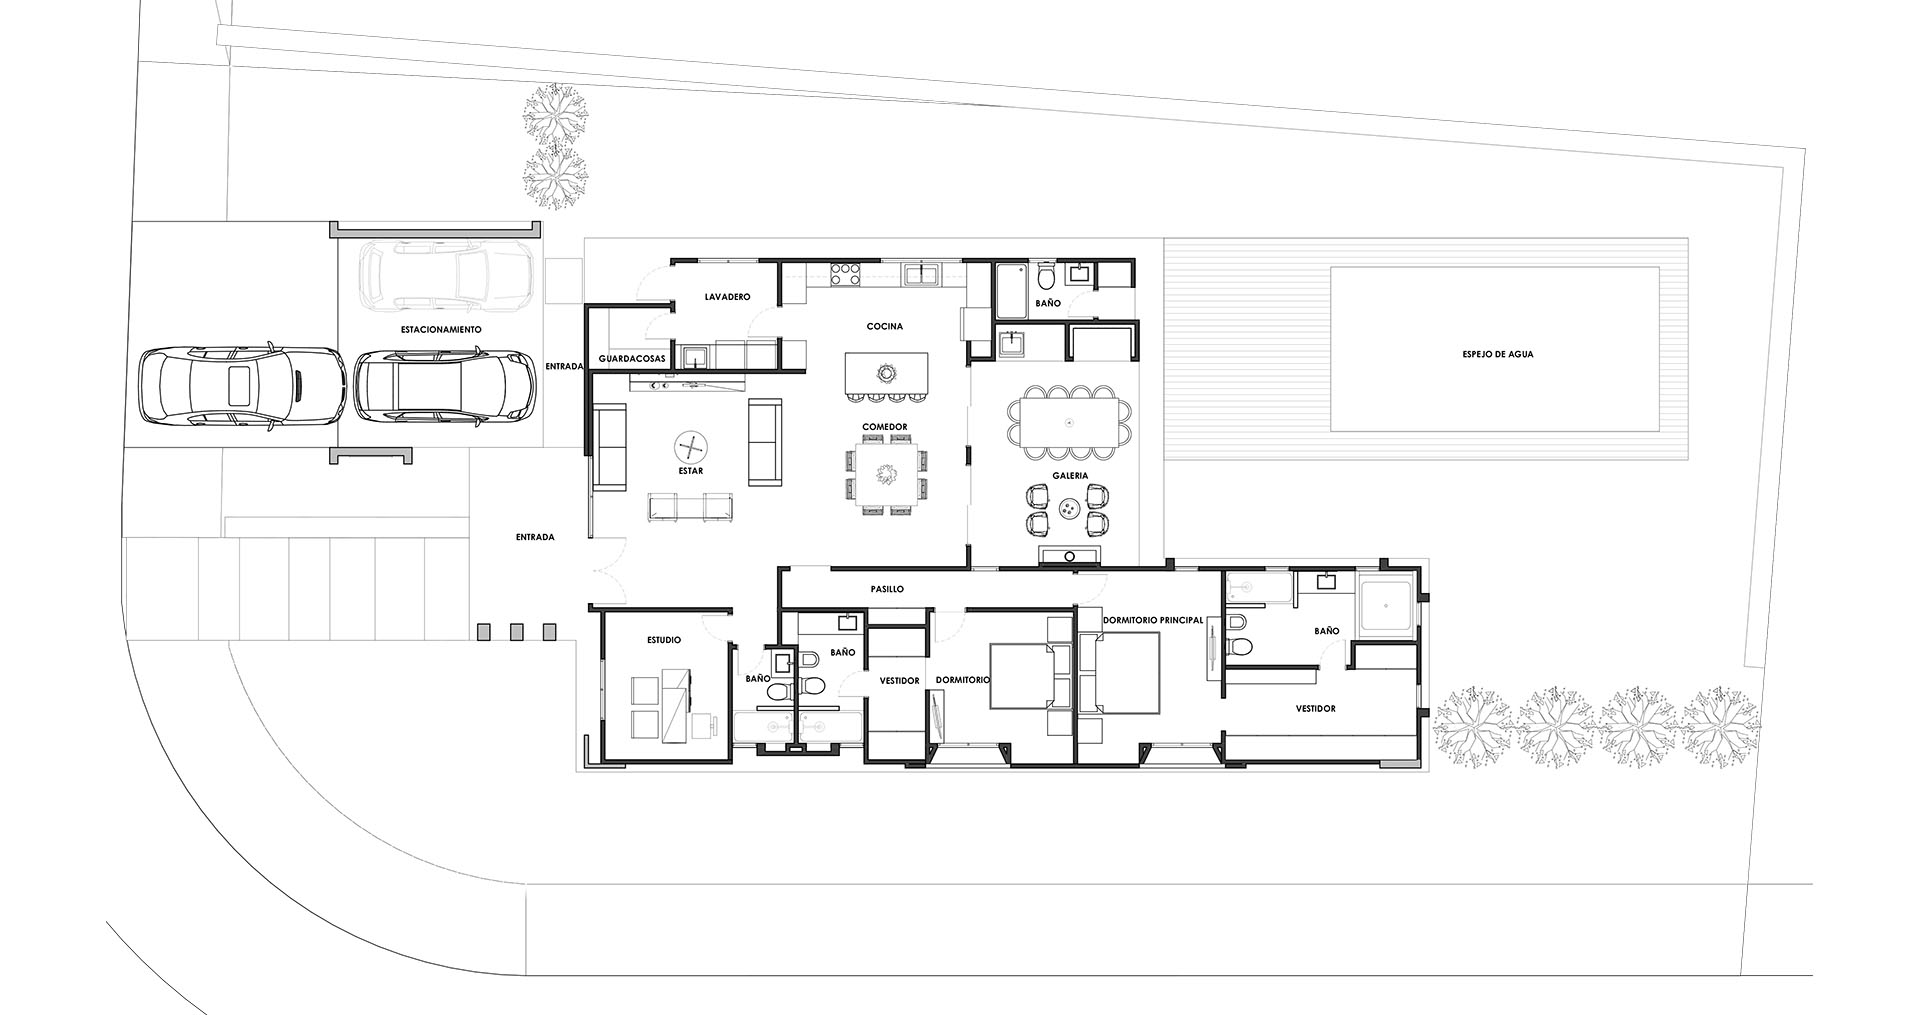 LAVADERO
BAÑO
COCINA
ESTACIONAMIENTO
ESPEJO DE AGUA
GUARDACOSAS
ENTRADA
COMEDOR
ESTAR
GALERIA
ENTRADA
PASILLO
DORMITORIO PRINCIPAL
BAÑO
ESTUDIO
BAÑO
BAÑO
VESTIDOR
DORMITORIO
VESTIDOR